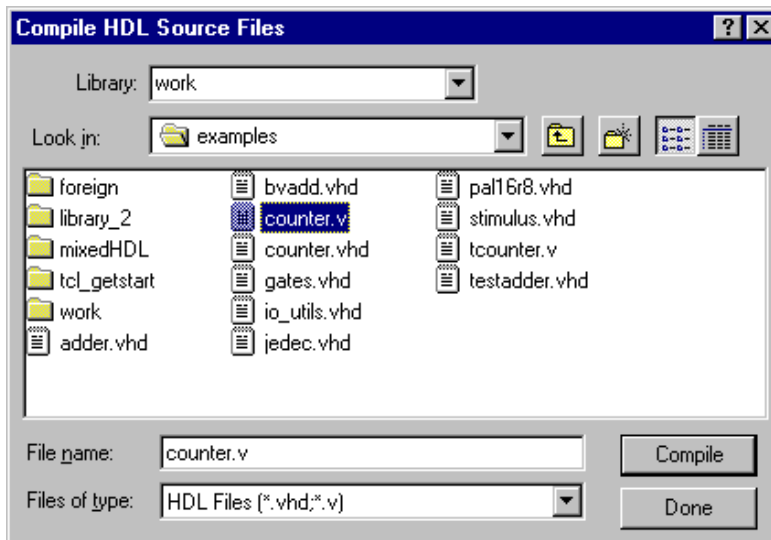 Compile HDL Source Files
Library: work
Look in: examples
foreign bvadd.vhd pal16r8.vhd
library_2 counter.v stimulus.vhd
mixedHDL counter.vhd tcounter.v
tcl_getstart gates.vhd testadder.vhd
work io_utils.vhd
adder.vhd jedec.vhd
File name: counter.v Compile
Files of type: HDL Files (*.vhd;*.v) Done